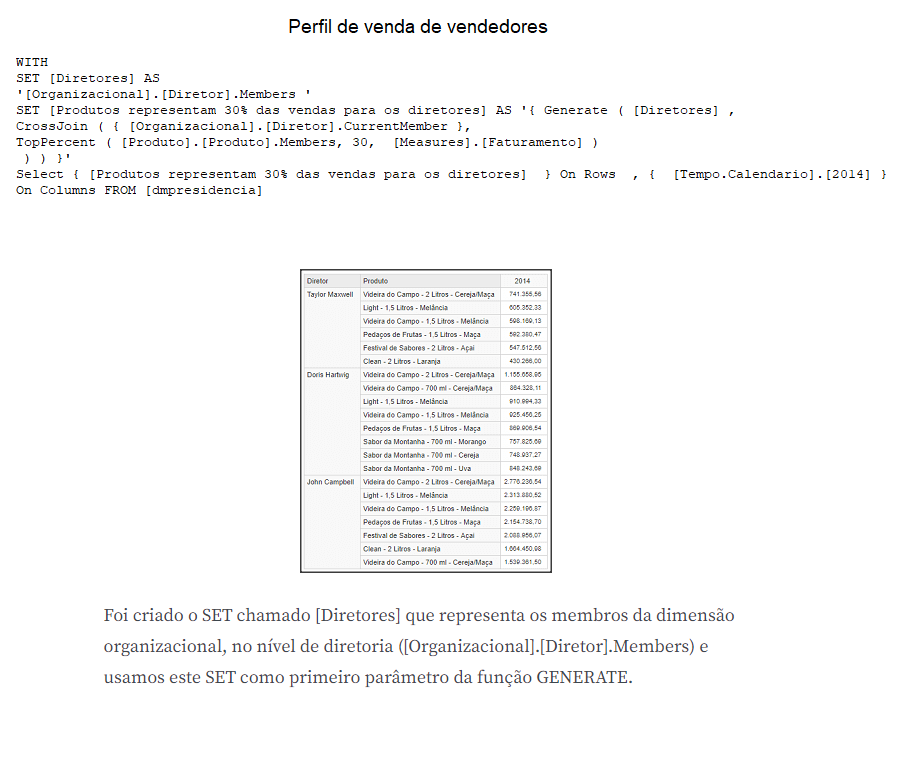 Perfil de venda de vendedores
WITH
SET [Diretores] AS
'[Organizacional].[Diretor].Members '
SET [Produtos representam 30% das vendas para os diretores] AS '{ Generate ( [Diretores] ,
CrossJoin ( { [Organizacional].[Diretor].CurrentMember },
TopPercent ( [Produto].[Produto].Members, 30,  [Measures].[Faturamento] )
) ) }'
Select { [Produtos representam 30% das vendas para os diretores]  } On Rows  , {  [Tempo.Calendario].[2014] }
On Columns FROM [dmpresidencia]
Diretor Produto 2014
Taylor Maxwell Videira do Campo - 2 Litros - Cereja/Maça 741.355,56
Light - 1,5 Litros - Melância 605.352,33
Videira do Campo - 1,5 Litros - Melância 598.169,13
Pedaços de Frutas - 1,5 Litros - Maça 592.380,47
Festival de Sabores - 2 Litros - Açai 547.512,56
Clean - 2 Litros - Laranja 430.266,00
Doris Hartwig Videira do Campo - 2 Litros - Cereja/Maça 1.155.658,95
Videira do Campo - 700 ml - Cereja/Maça 864.328,11
Light - 1,5 Litros - Melância 910.994,33
Videira do Campo - 1,5 Litros - Melância 925.456,25
Pedaços de Frutas - 1,5 Litros - Maça 869.906,54
Sabor da Montanha - 700 ml - Morango 757.825,69
Sabor da Montanha - 700 ml - Cereja 748.937,27
Sabor da Montanha - 700 ml - Uva 848.243,69
John Campbell Videira do Campo - 2 Litros - Cereja/Maça 2.776.236,54
Light - 1,5 Litros - Melância 2.313.880,52
Videira do Campo - 1,5 Litros - Melância 2.259.196,87
Pedaços de Frutas - 1,5 Litros - Maça 2.154.738,70
Festival de Sabores - 2 Litros - Açai 2.088.956,07
Clean - 2 Litros - Laranja 1.664.450,98
Videira do Campo - 700 ml - Cereja/Maça 1.539.361,50
Foi criado o SET chamado [Diretores] que representa os membros da dimensão
organizacional, no nível de diretoria ([Organizacional].[Diretor].Members) e
usamos este SET como primeiro parâmetro da função GENERATE.